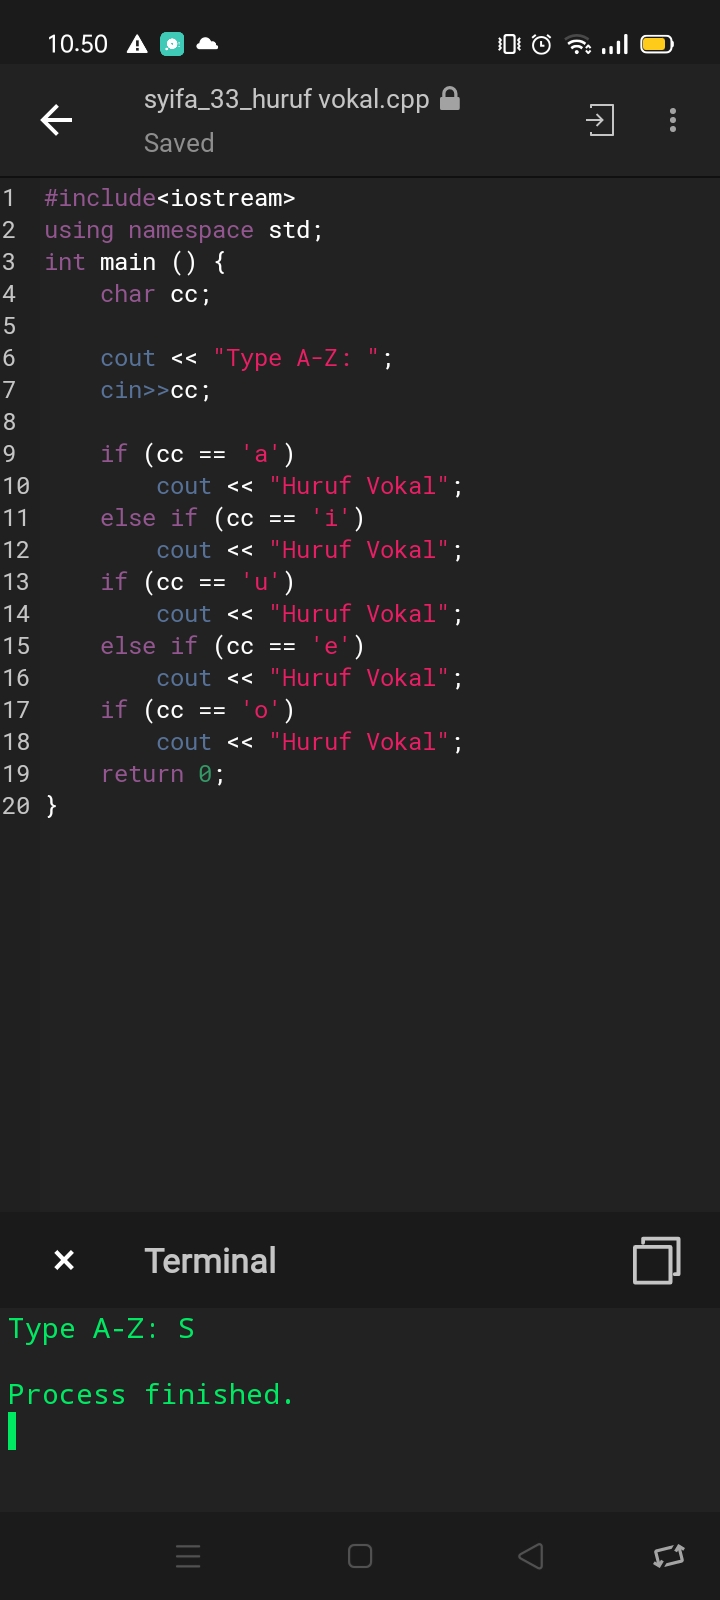 10.50
syifa_33_huruf vokal.cpp
Saved
1 #include<iostream>
2 using namespace std;
3 int main () {
4     char cc;
5
6     cout << "Type A-Z: ";
7     cin>>cc;
8
9     if (cc == 'a')
10         cout << "Huruf Vokal";
11     else if (cc == 'i')
12         cout << "Huruf Vokal";
13     if (cc == 'u')
14         cout << "Huruf Vokal";
15     else if (cc == 'e')
16         cout << "Huruf Vokal";
17     if (cc == 'o')
18         cout << "Huruf Vokal";
19     return 0;
20 }
Terminal
Type A-Z: S
Process finished.